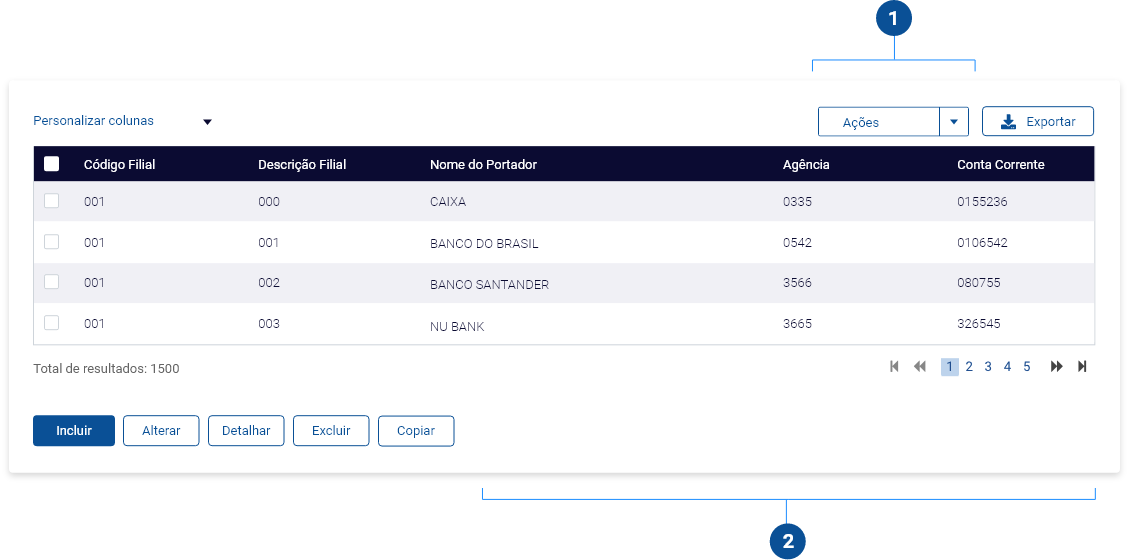 1
Personalizar colunas Ações Exportar
Código Filial Descrição Filial Nome do Portador Agência Conta Corrente
001 000 CAIXA 0335 0155236
001 001 BANCO DO BRASIL 0542 0106542
001 002 BANCO SANTANDER 3566 080755
001 003 NU BANK 3665 326545
Total de resultados: 1500 1 2 3 4 5
Incluir Alterar Detalhar Excluir Copiar
2